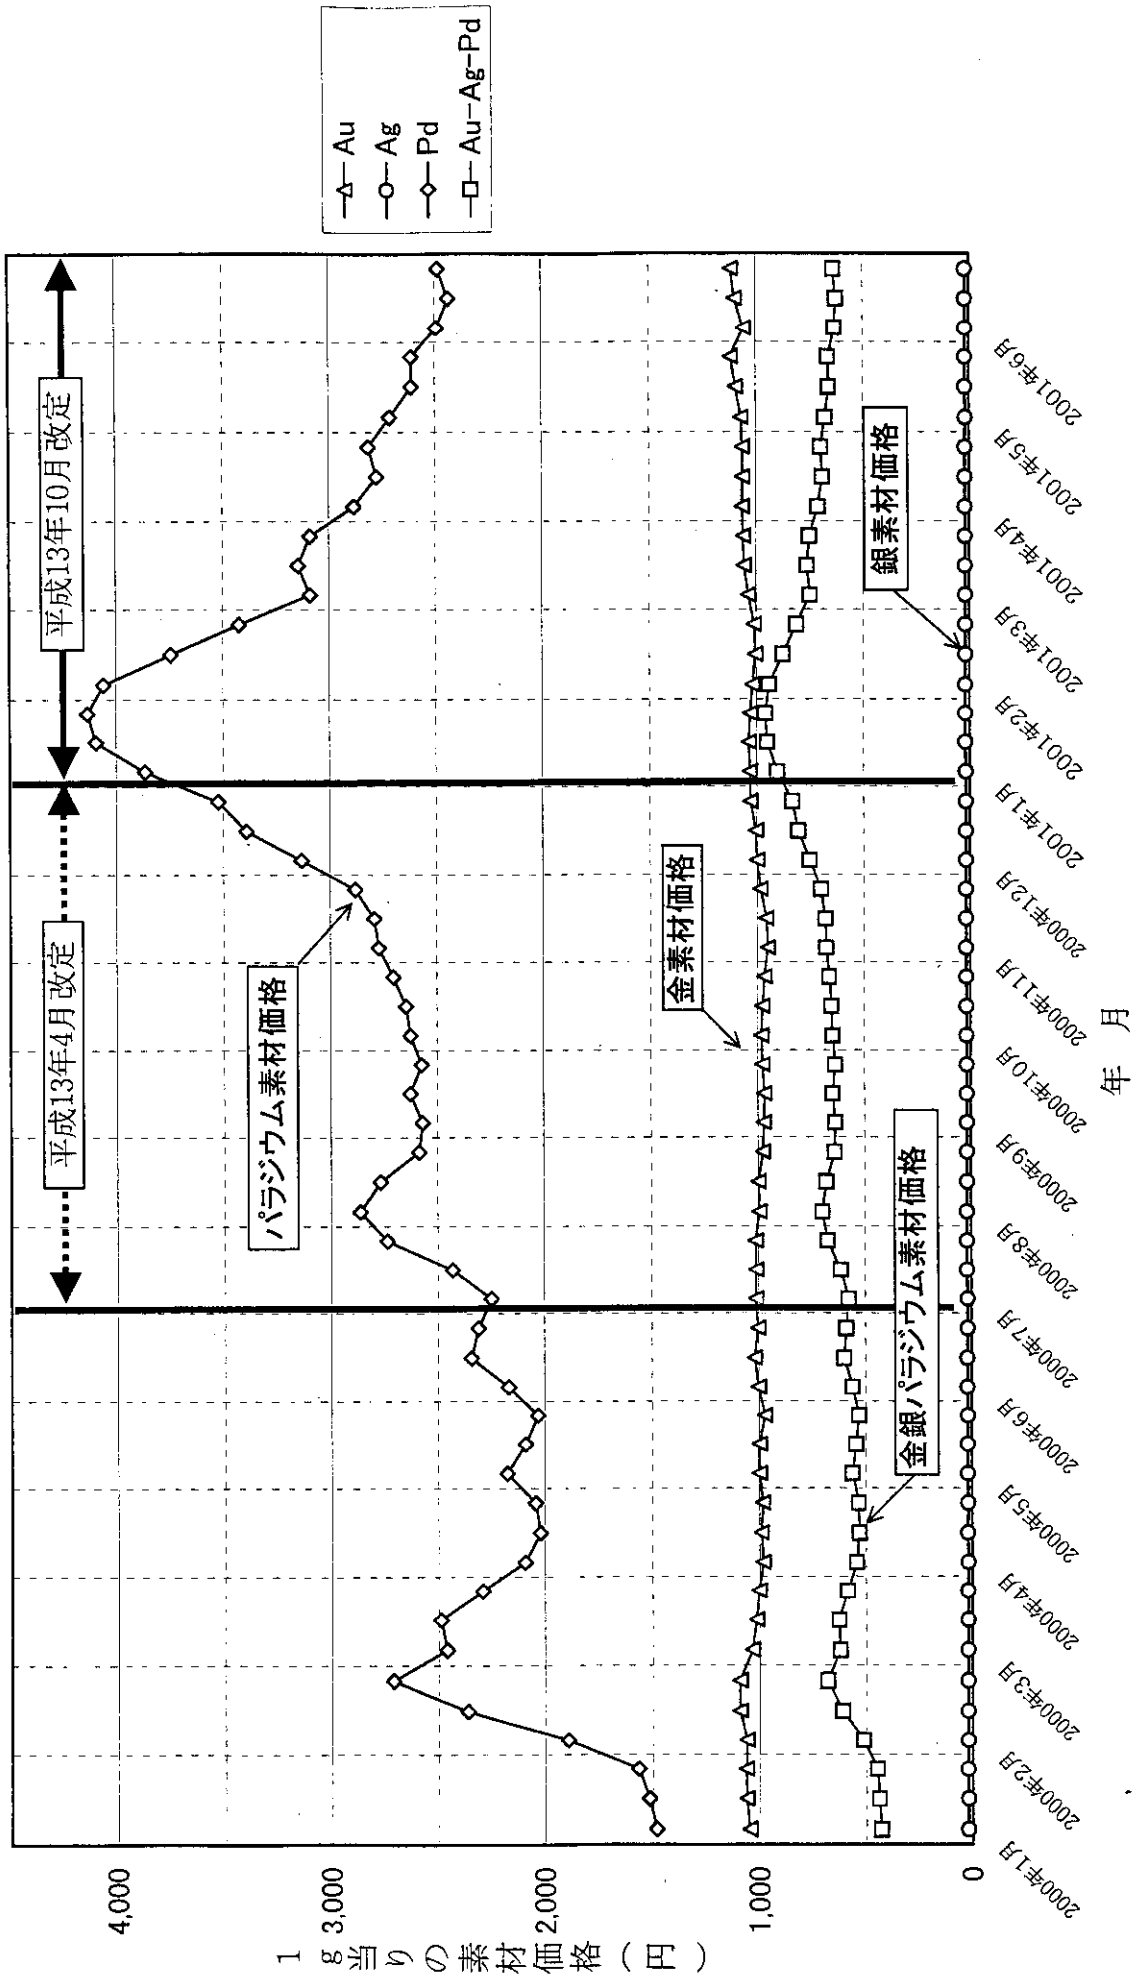 平成13年4月改定
平成13年10月改定
Au
Ag
Pd
Au-Ag-Pd
パラジウム素材価格
金素材価格
金銀パラジウム素材価格
銀素材価格
1g当りの素材価格(円)
4,000
3,000
2,000
1,000
0
2000年1月
2000年2月
2000年3月
2000年4月
2000年5月
2000年6月
2000年7月
2000年8月
2000年9月
2000年10月
2000年11月
2000年12月
2001年1月
2001年2月
2001年3月
2001年4月
2001年5月
2001年6月
年 月